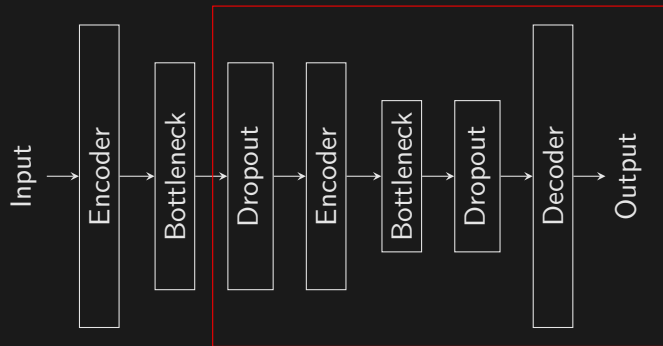 Input
Encoder
Bottleneck
Dropout
Encoder
Bottleneck
Dropout
Decoder
Output